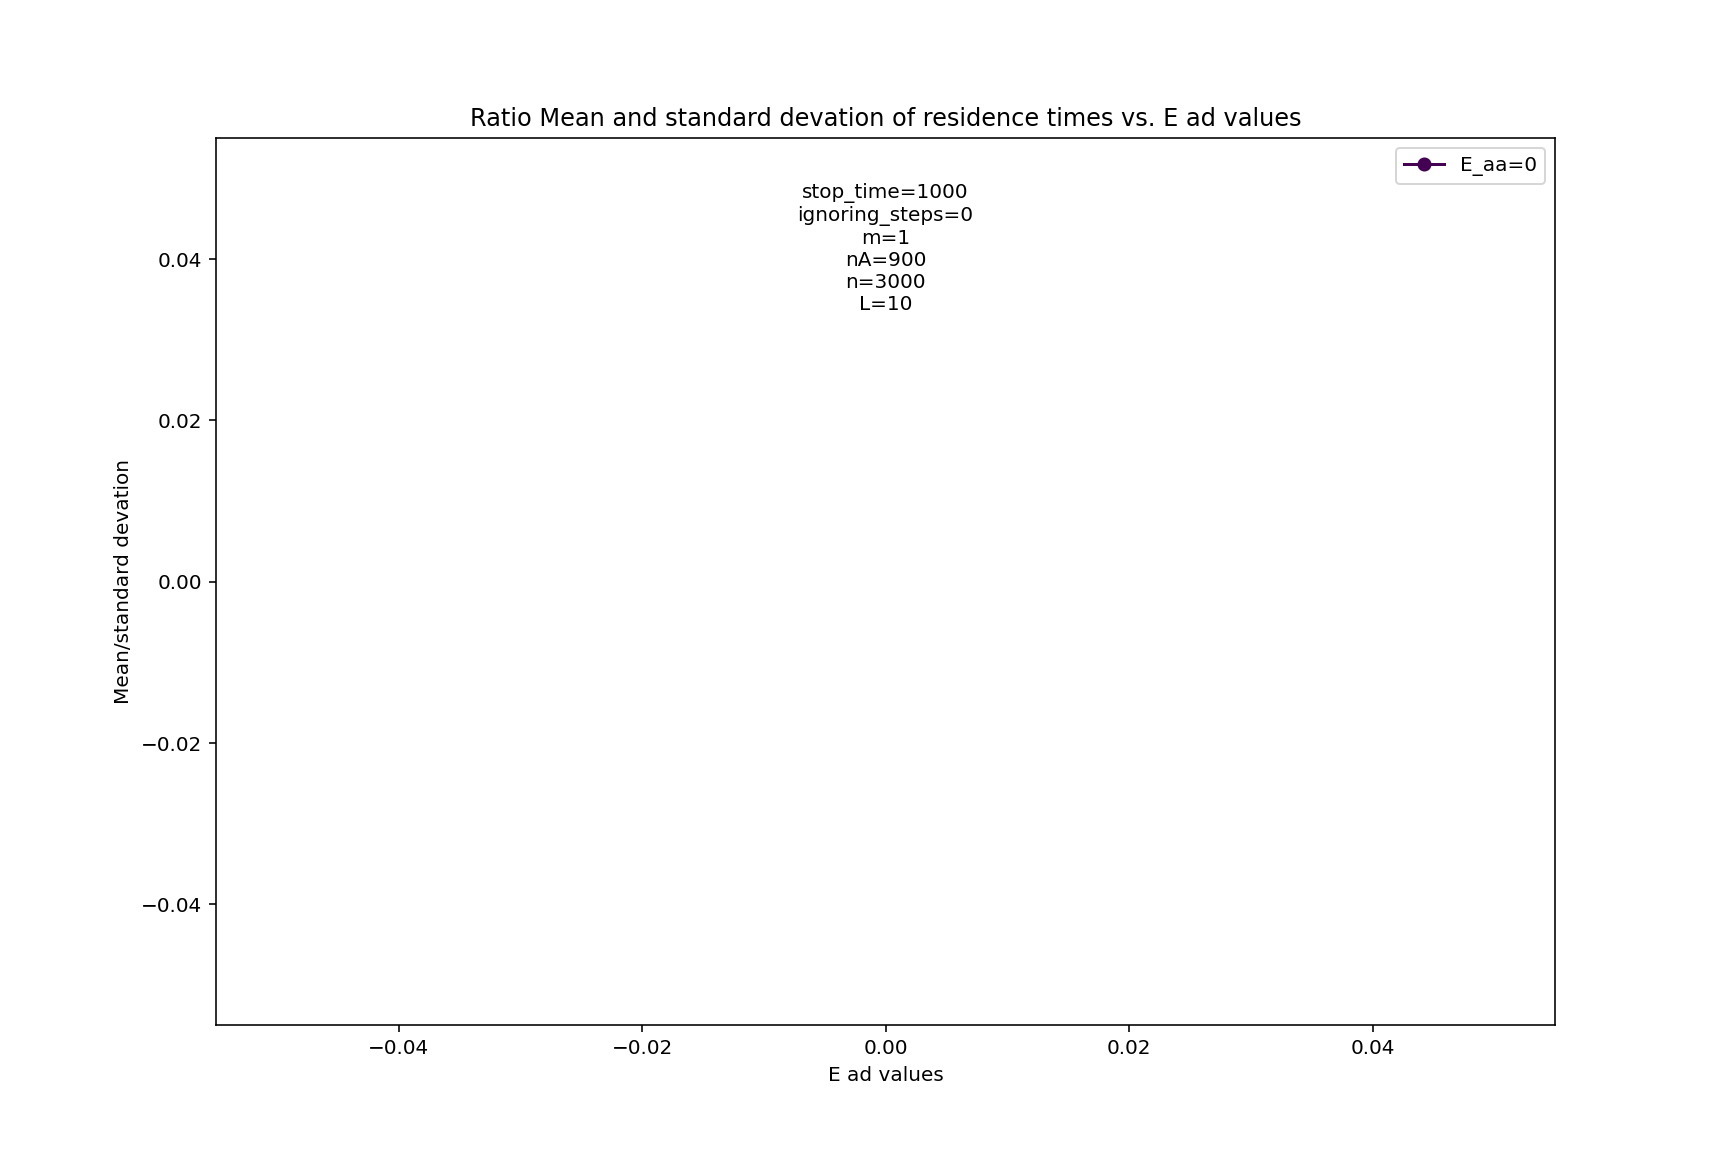 Ratio Mean and standard devation of residence times vs. E ad values
E_aa=0
stop_time=1000
ignoring_steps=0
m=1
nA=900
n=3000
L=10
0.04
0.02
0.00
−0.02
−0.04
Mean/standard devation
−0.04
−0.02
0.00
0.02
0.04
E ad values